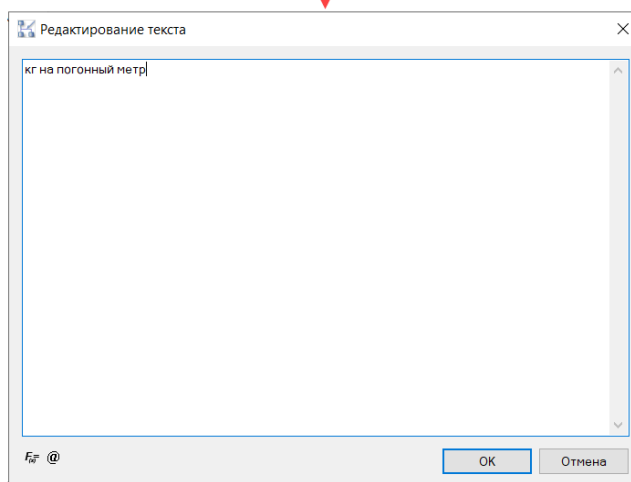 Редактирование текста
кг на погонный метр
F(x)= @
OK
Отмена